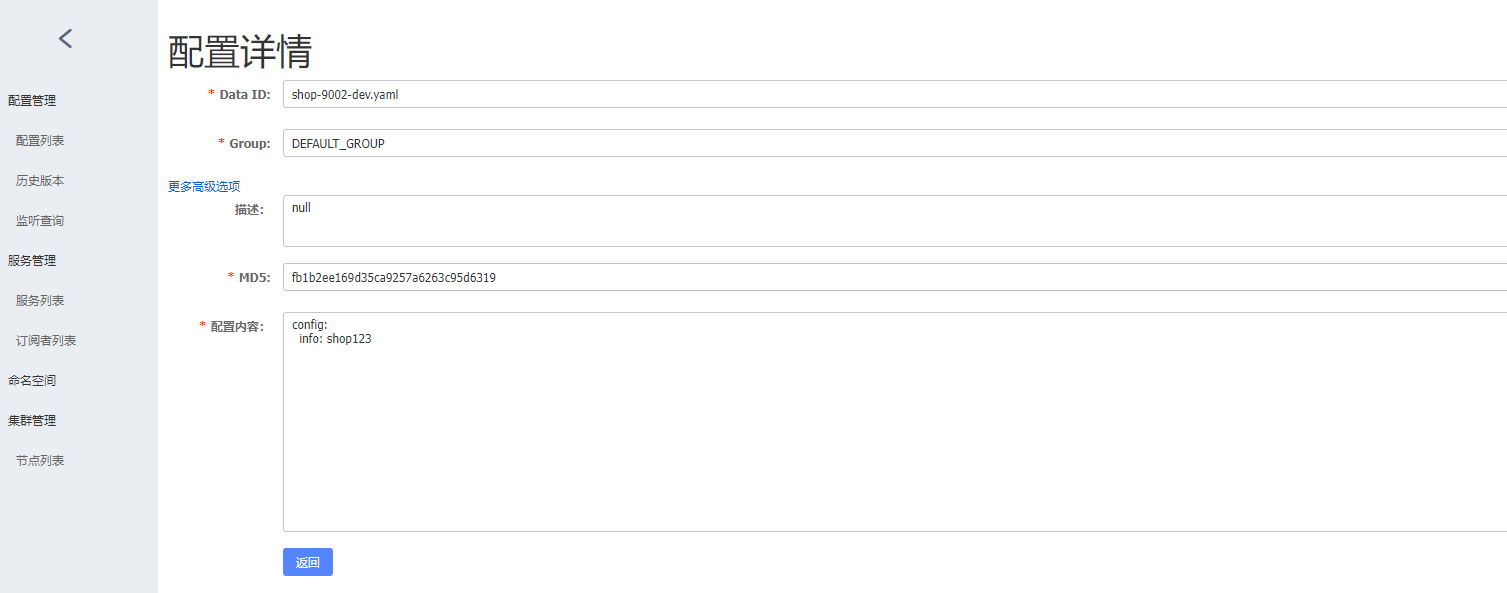 配置管理
配置列表
历史版本
监听查询
服务管理
服务列表
订阅者列表
命名空间
集群管理
节点列表
配置详情
* Data ID: shop-9002-dev.yaml
* Group: DEFAULT_GROUP
更多高级选项
描述: null
* MD5: fb1b2ee169d35ca9257a6263c95d6319
* 配置内容: config:
info: shop123
返回